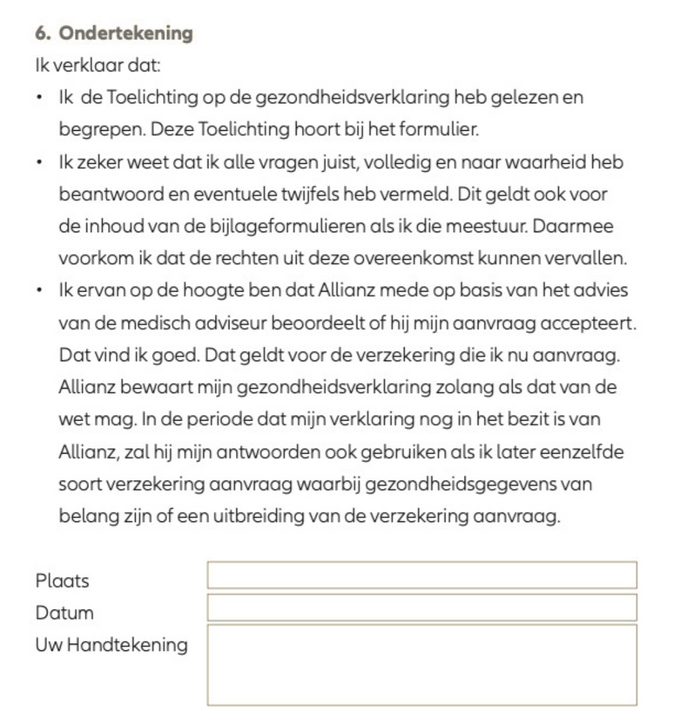 6. Ondertekening
Ik verklaar dat:
• Ik de Toelichting op de gezondheidsverklaring heb gelezen en
begrepen. Deze Toelichting hoort bij het formulier.
• Ik zeker weet dat ik alle vragen juist, volledig en naar waarheid heb
beantwoord en eventuele twijfels heb vermeld. Dit geldt ook voor
de inhoud van de bijlageformulieren als ik die meestuur. Daarmee
voorkom ik dat de rechten uit deze overeenkomst kunnen vervallen.
• Ik ervan op de hoogte ben dat Allianz mede op basis van het advies
van de medisch adviseur beoordeelt of hij mijn aanvraag accepteert.
Dat vind ik goed. Dat geldt voor de verzekering die ik nu aanvraag.
Allianz bewaart mijn gezondheidsverklaring zolang als dat van de
wet mag. In de periode dat mijn verklaring nog in het bezit is van
Allianz, zal hij mijn antwoorden ook gebruiken als ik later eenzelfde
soort verzekering aanvraag waarbij gezondheidsgegevens van
belang zijn of een uitbreiding van de verzekering aanvraag.
Plaats
Datum
Uw Handtekening